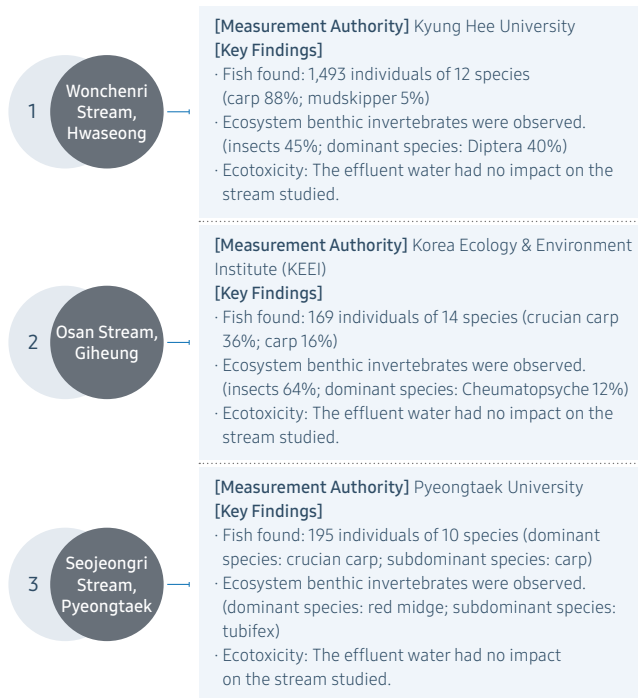 1
Wonchenri
Stream,
Hwaseong
[Measurement Authority] Kyung Hee University
[Key Findings]
· Fish found: 1,493 individuals of 12 species
(carp 88%; mudskipper 5%)
· Ecosystem benthic invertebrates were observed.
(insects 45%; dominant species: Diptera 40%)
· Ecotoxicity: The effluent water had no impact on the
stream studied.
2
Osan Stream,
Giheung
[Measurement Authority] Korea Ecology & Environment
Institute (KEEI)
[Key Findings]
· Fish found: 169 individuals of 14 species (crucian carp
36%; carp 16%)
· Ecosystem benthic invertebrates were observed.
(insects 64%; dominant species: Cheumatopsyche 12%)
· Ecotoxicity: The effluent water had no impact on the
stream studied.
3
Seojeongri
Stream,
Pyeongtaek
[Measurement Authority] Pyeongtaek University
[Key Findings]
· Fish found: 195 individuals of 10 species (dominant
species: crucian carp; subdominant species: carp)
· Ecosystem benthic invertebrates were observed.
(dominant species: red midge; subdominant species:
tubifex)
· Ecotoxicity: The effluent water had no impact
on the stream studied.